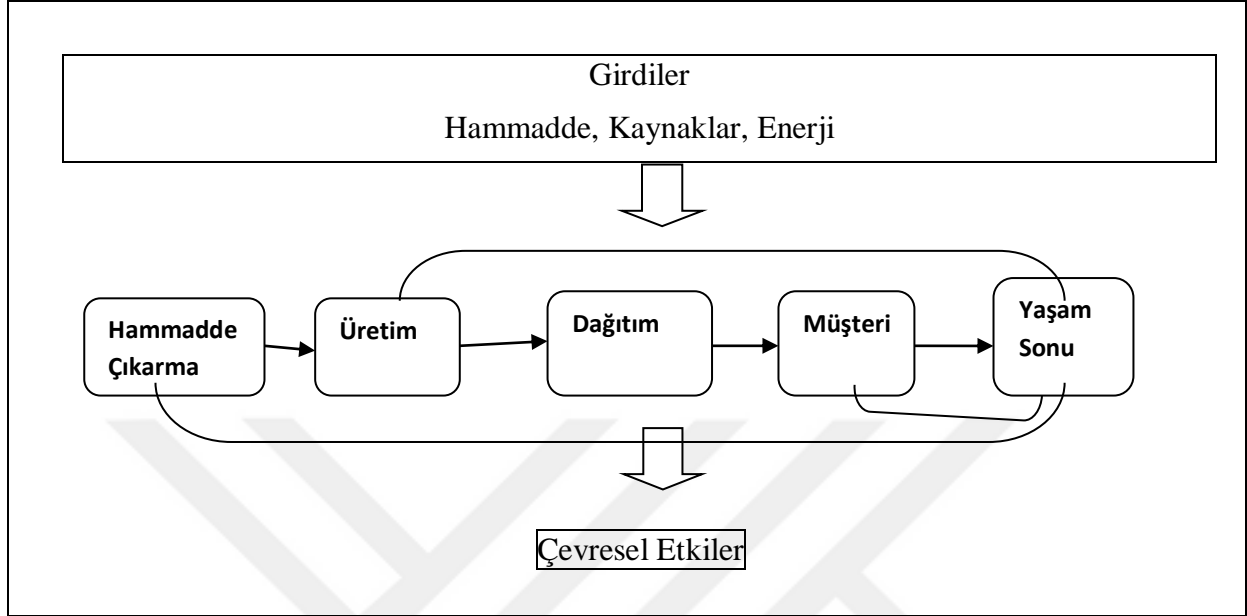 Girdiler
Hammadde, Kaynaklar, Enerji
Hammadde
Çıkarma
Üretim
Dağıtım
Müşteri
Yaşam
Sonu
Çevresel Etkiler